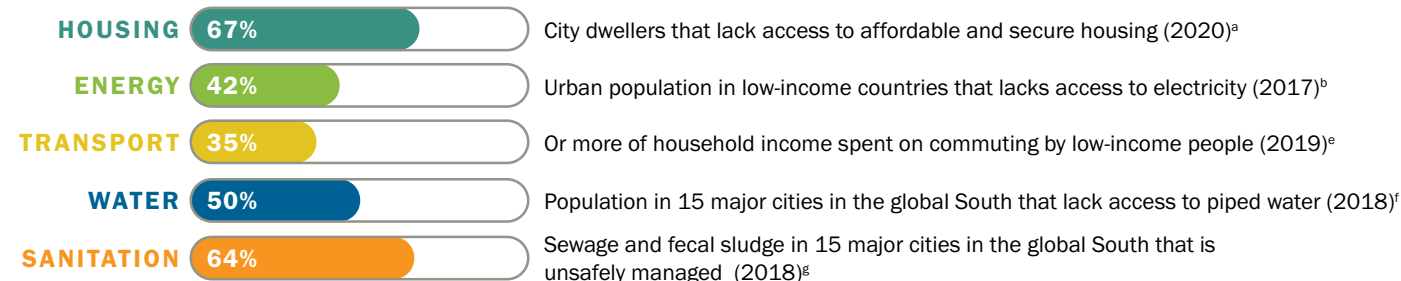 HOUSING 67% City dwellers that lack access to affordable and secure housing (2020)ᵃ
ENERGY 42% Urban population in low-income countries that lacks access to electricity (2017)ᵇ
TRANSPORT 35% Or more of household income spent on commuting by low-income people (2019)ᵉ
WATER 50% Population in 15 major cities in the global South that lack access to piped water (2018)ᶠ
SANITATION 64% Sewage and fecal sludge in 15 major cities in the global South that is
unsafely managed (2018)ᵍ